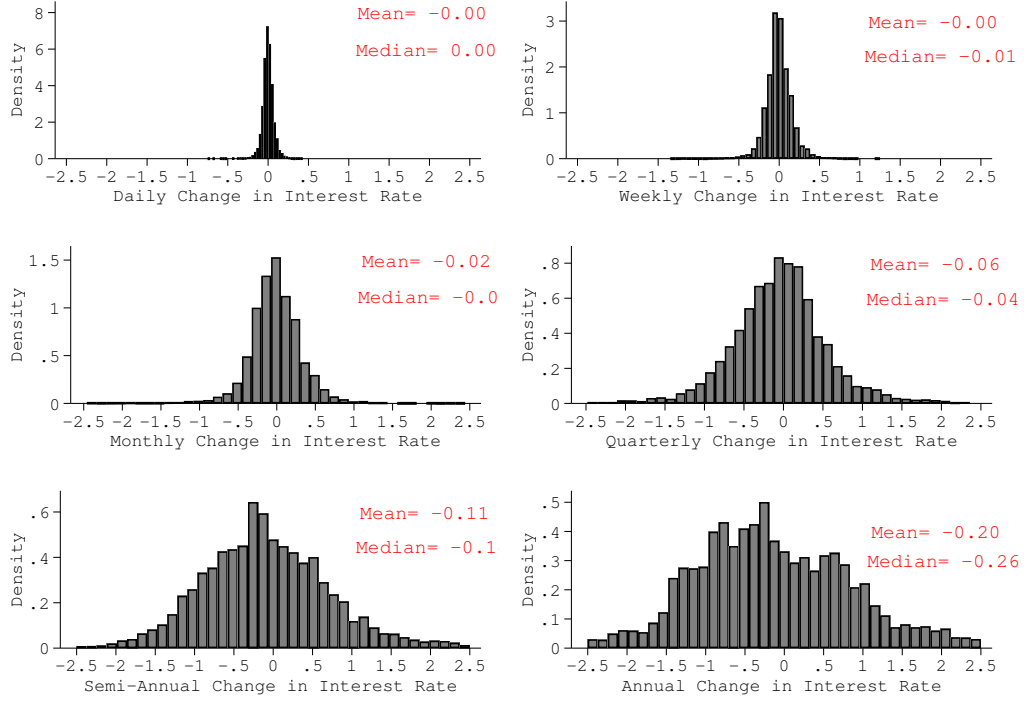 Mean= −0.00
Median= 0.00
Density
8
6
4
2
0
−2.5 −2 −1.5 −1 −.5 0 .5 1 1.5 2 2.5
Daily Change in Interest Rate
Mean= −0.00
Median= −0.01
Density
3
2
1
0
−2.5 −2 −1.5 −1 −.5 0 .5 1 1.5 2 2.5
Weekly Change in Interest Rate
Mean= −0.02
Median= −0.0
Density
1.5
1
.5
0
−2.5 −2 −1.5 −1 −.5 0 .5 1 1.5 2 2.5
Monthly Change in Interest Rate
Mean= −0.06
Median= −0.04
Density
.8
.6
.4
.2
0
−2.5 −2 −1.5 −1 −.5 0 .5 1 1.5 2 2.5
Quarterly Change in Interest Rate
Mean= −0.11
Median= −0.1
Density
.6
.4
.2
0
−2.5 −2 −1.5 −1 −.5 0 .5 1 1.5 2 2.5
Semi−Annual Change in Interest Rate
Mean= −0.20
Median= −0.26
Density
.5
.4
.3
.2
.1
0
−2.5 −2 −1.5 −1 −.5 0 .5 1 1.5 2 2.5
Annual Change in Interest Rate